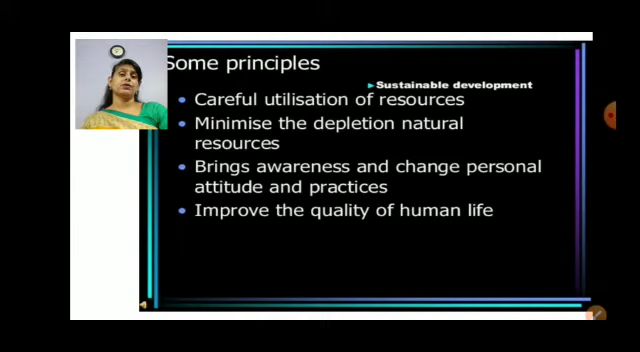 Some principles
Sustainable development
Careful utilisation of resources
Minimise the depletion natural
resources
Brings awareness and change personal
attitude and practices
Improve the quality of human life